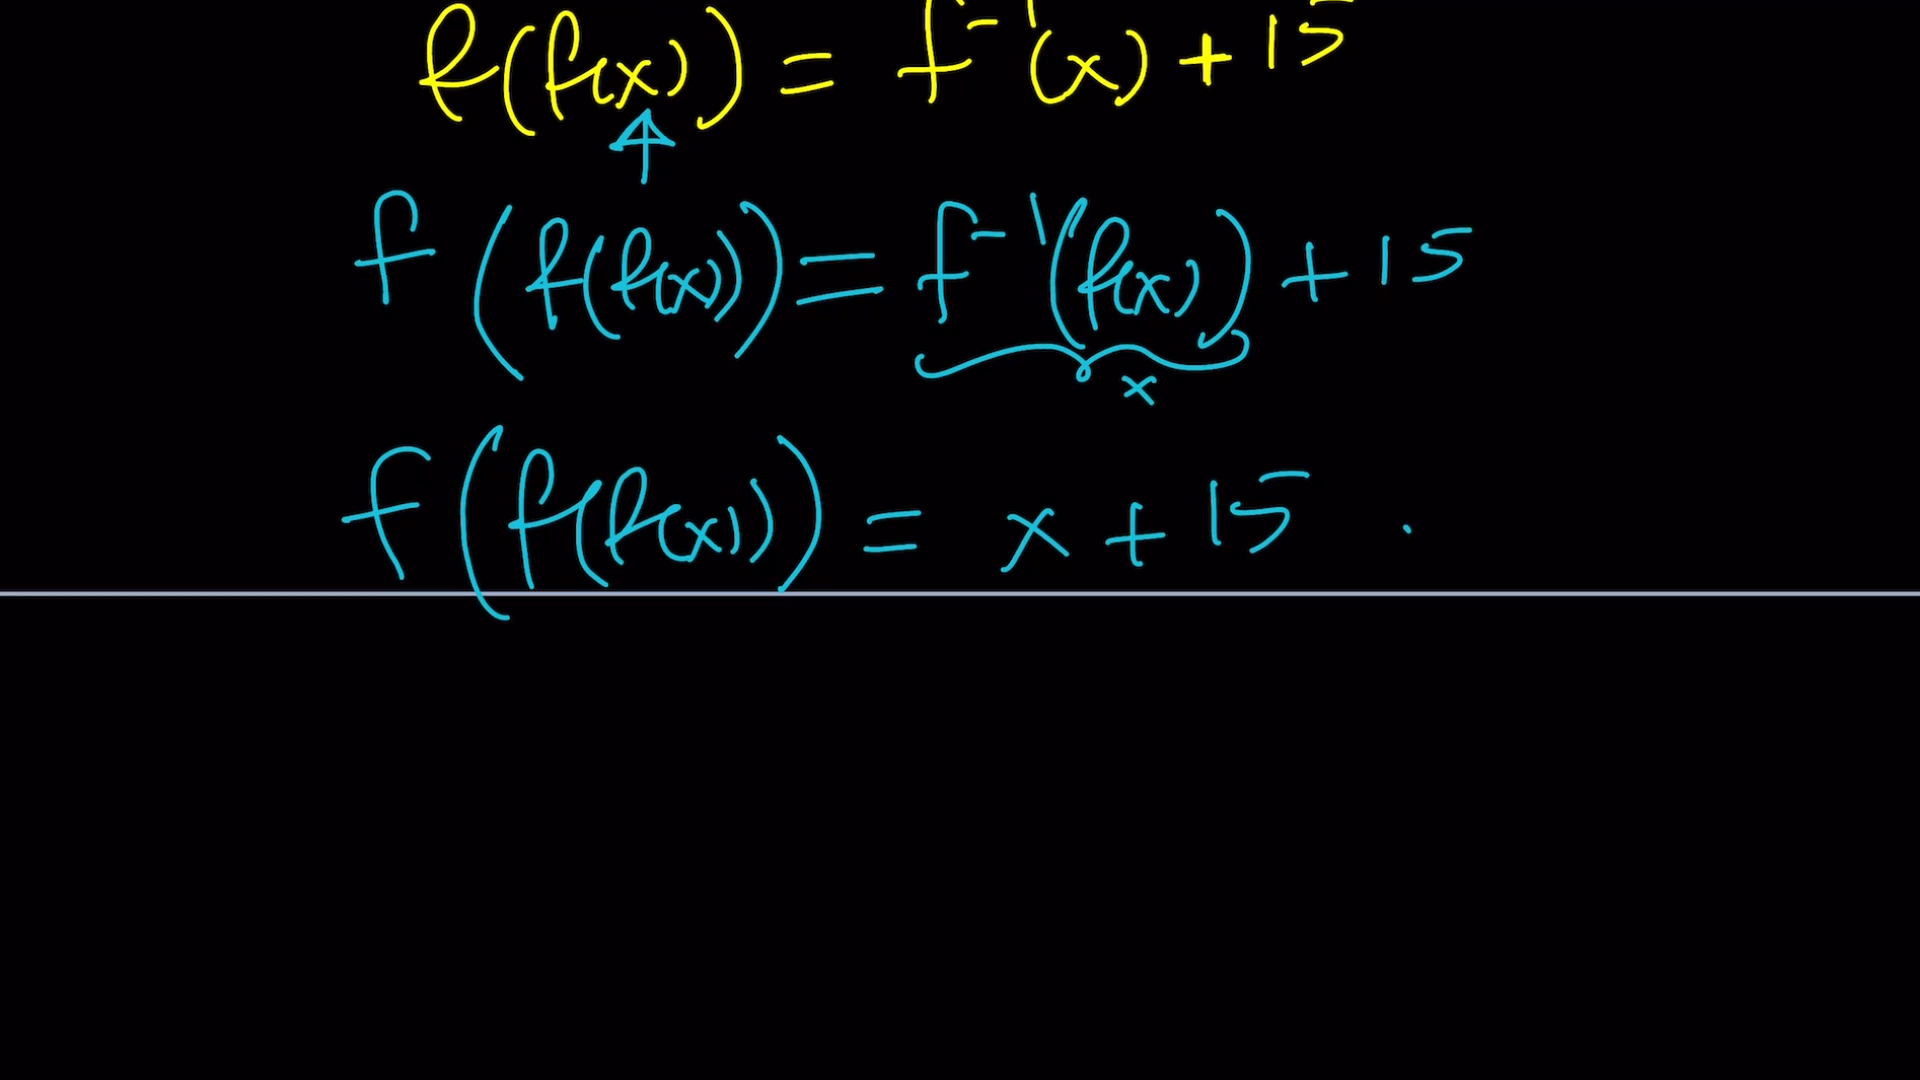 f(f(x)) = f⁻¹(x) + 15
f(f(f(x))) = f⁻¹(f(x)) + 15
x
f(f(f(x))) = x + 15 .